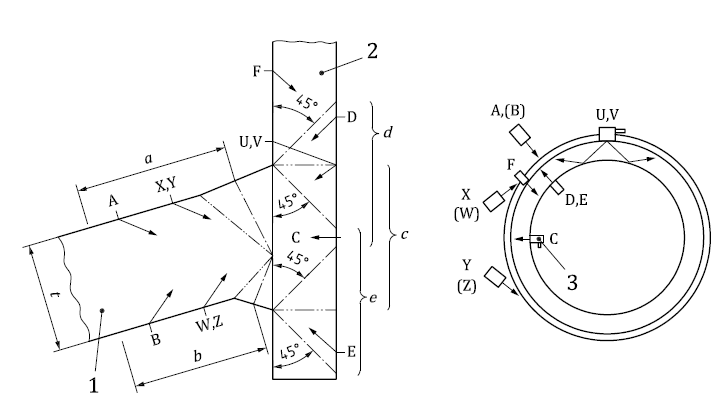 2
F
45°
D
U,V
d
a
A
X,Y
45°
C
c
45°
t
e
B
W,Z
E
45°
b
1
A,(B)
U,V
F
X
(W)
D,E
C
Y
(Z)
3